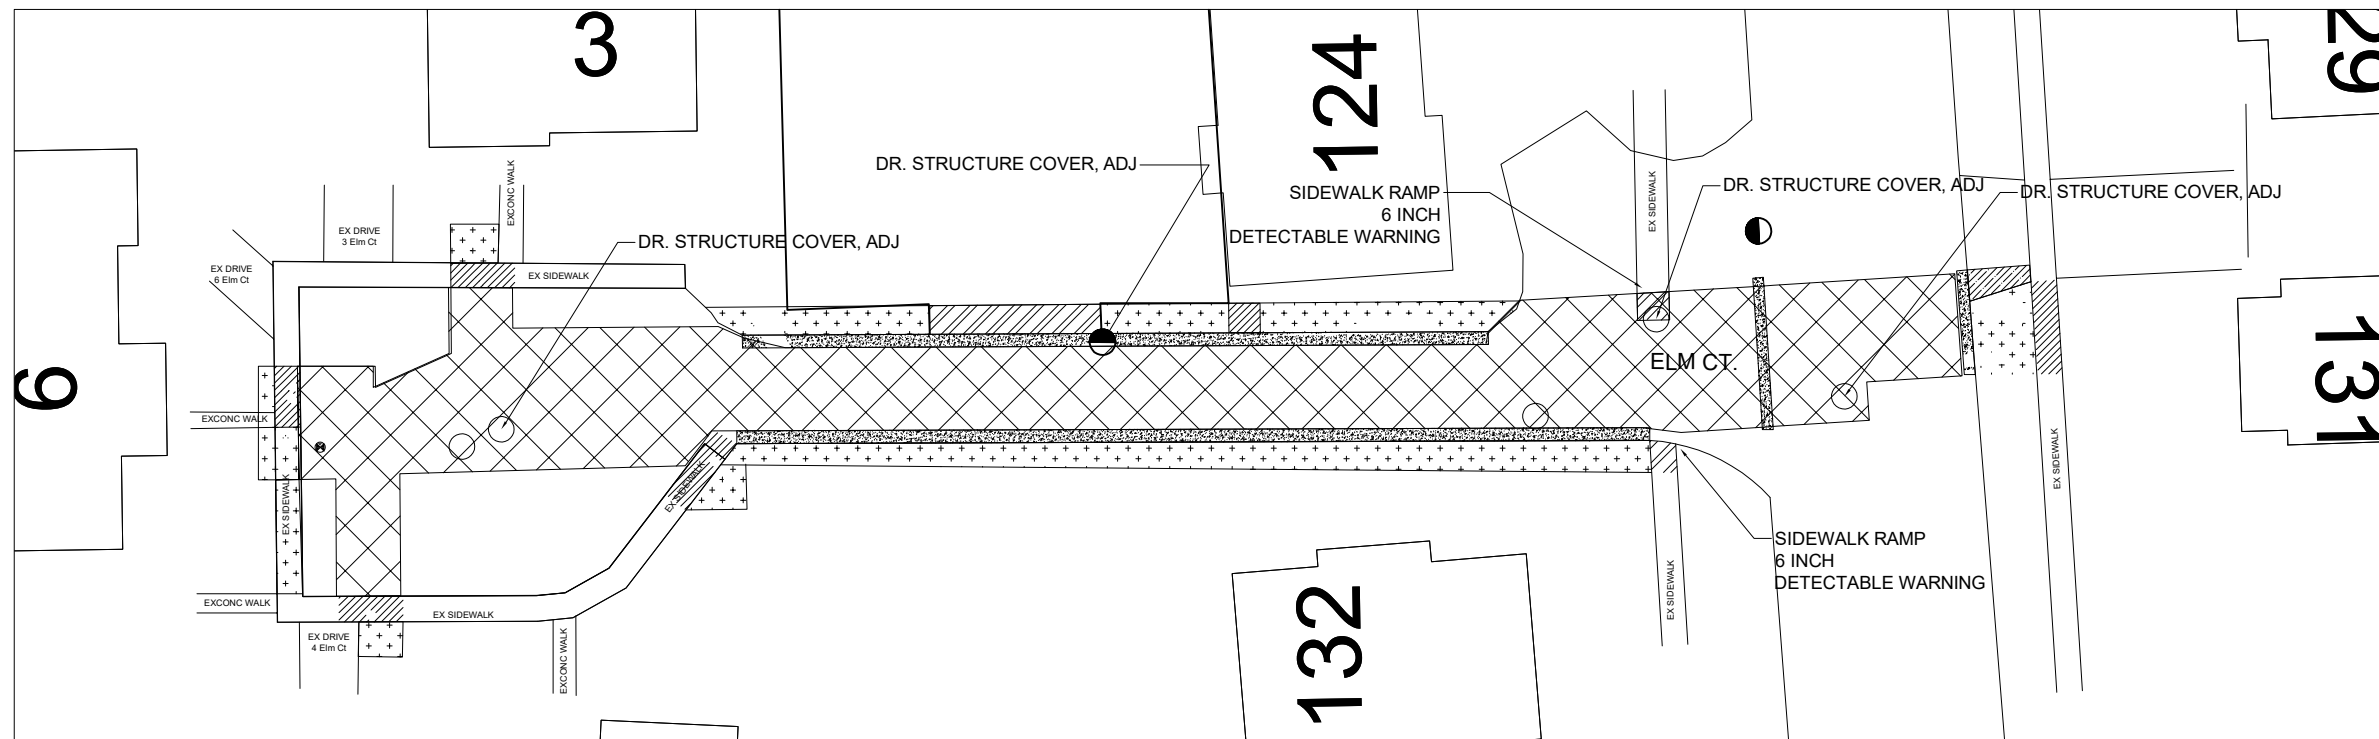 3
124
29
DR. STRUCTURE COVER, ADJ
SIDEWALK RAMP
6 INCH
DETECTABLE WARNING
EX SIDEWALK
DR. STRUCTURE COVER, ADJ
DR. STRUCTURE COVER, ADJ
EXCONC WALK
EX DRIVE
3 Elm Ct
DR. STRUCTURE COVER, ADJ
EX DRIVE
6 Elm Ct
EX SIDEWALK
6
ELM CT.
131
EXCONC WALK
EX SIDEWALK
EX SIDEWALK
EX SIDEWALK
SIDEWALK RAMP
6 INCH
DETECTABLE WARNING
EX SIDEWALK
EXCONC WALK
EX SIDEWALK
EX DRIVE
4 Elm Ct
EXCONC WALK
132